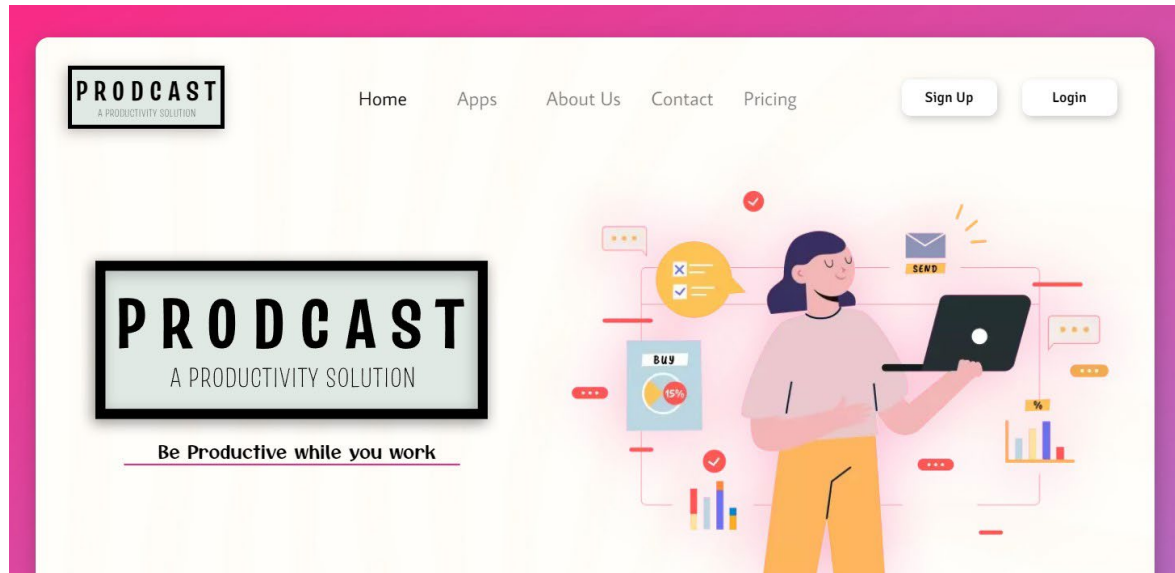 PRODCAST
A PRODUCTIVITY SOLUTION
Home Apps About Us Contact Pricing Sign Up Login
PRODCAST
A PRODUCTIVITY SOLUTION
Be Productive while you work
SEND
BUY
15%
%